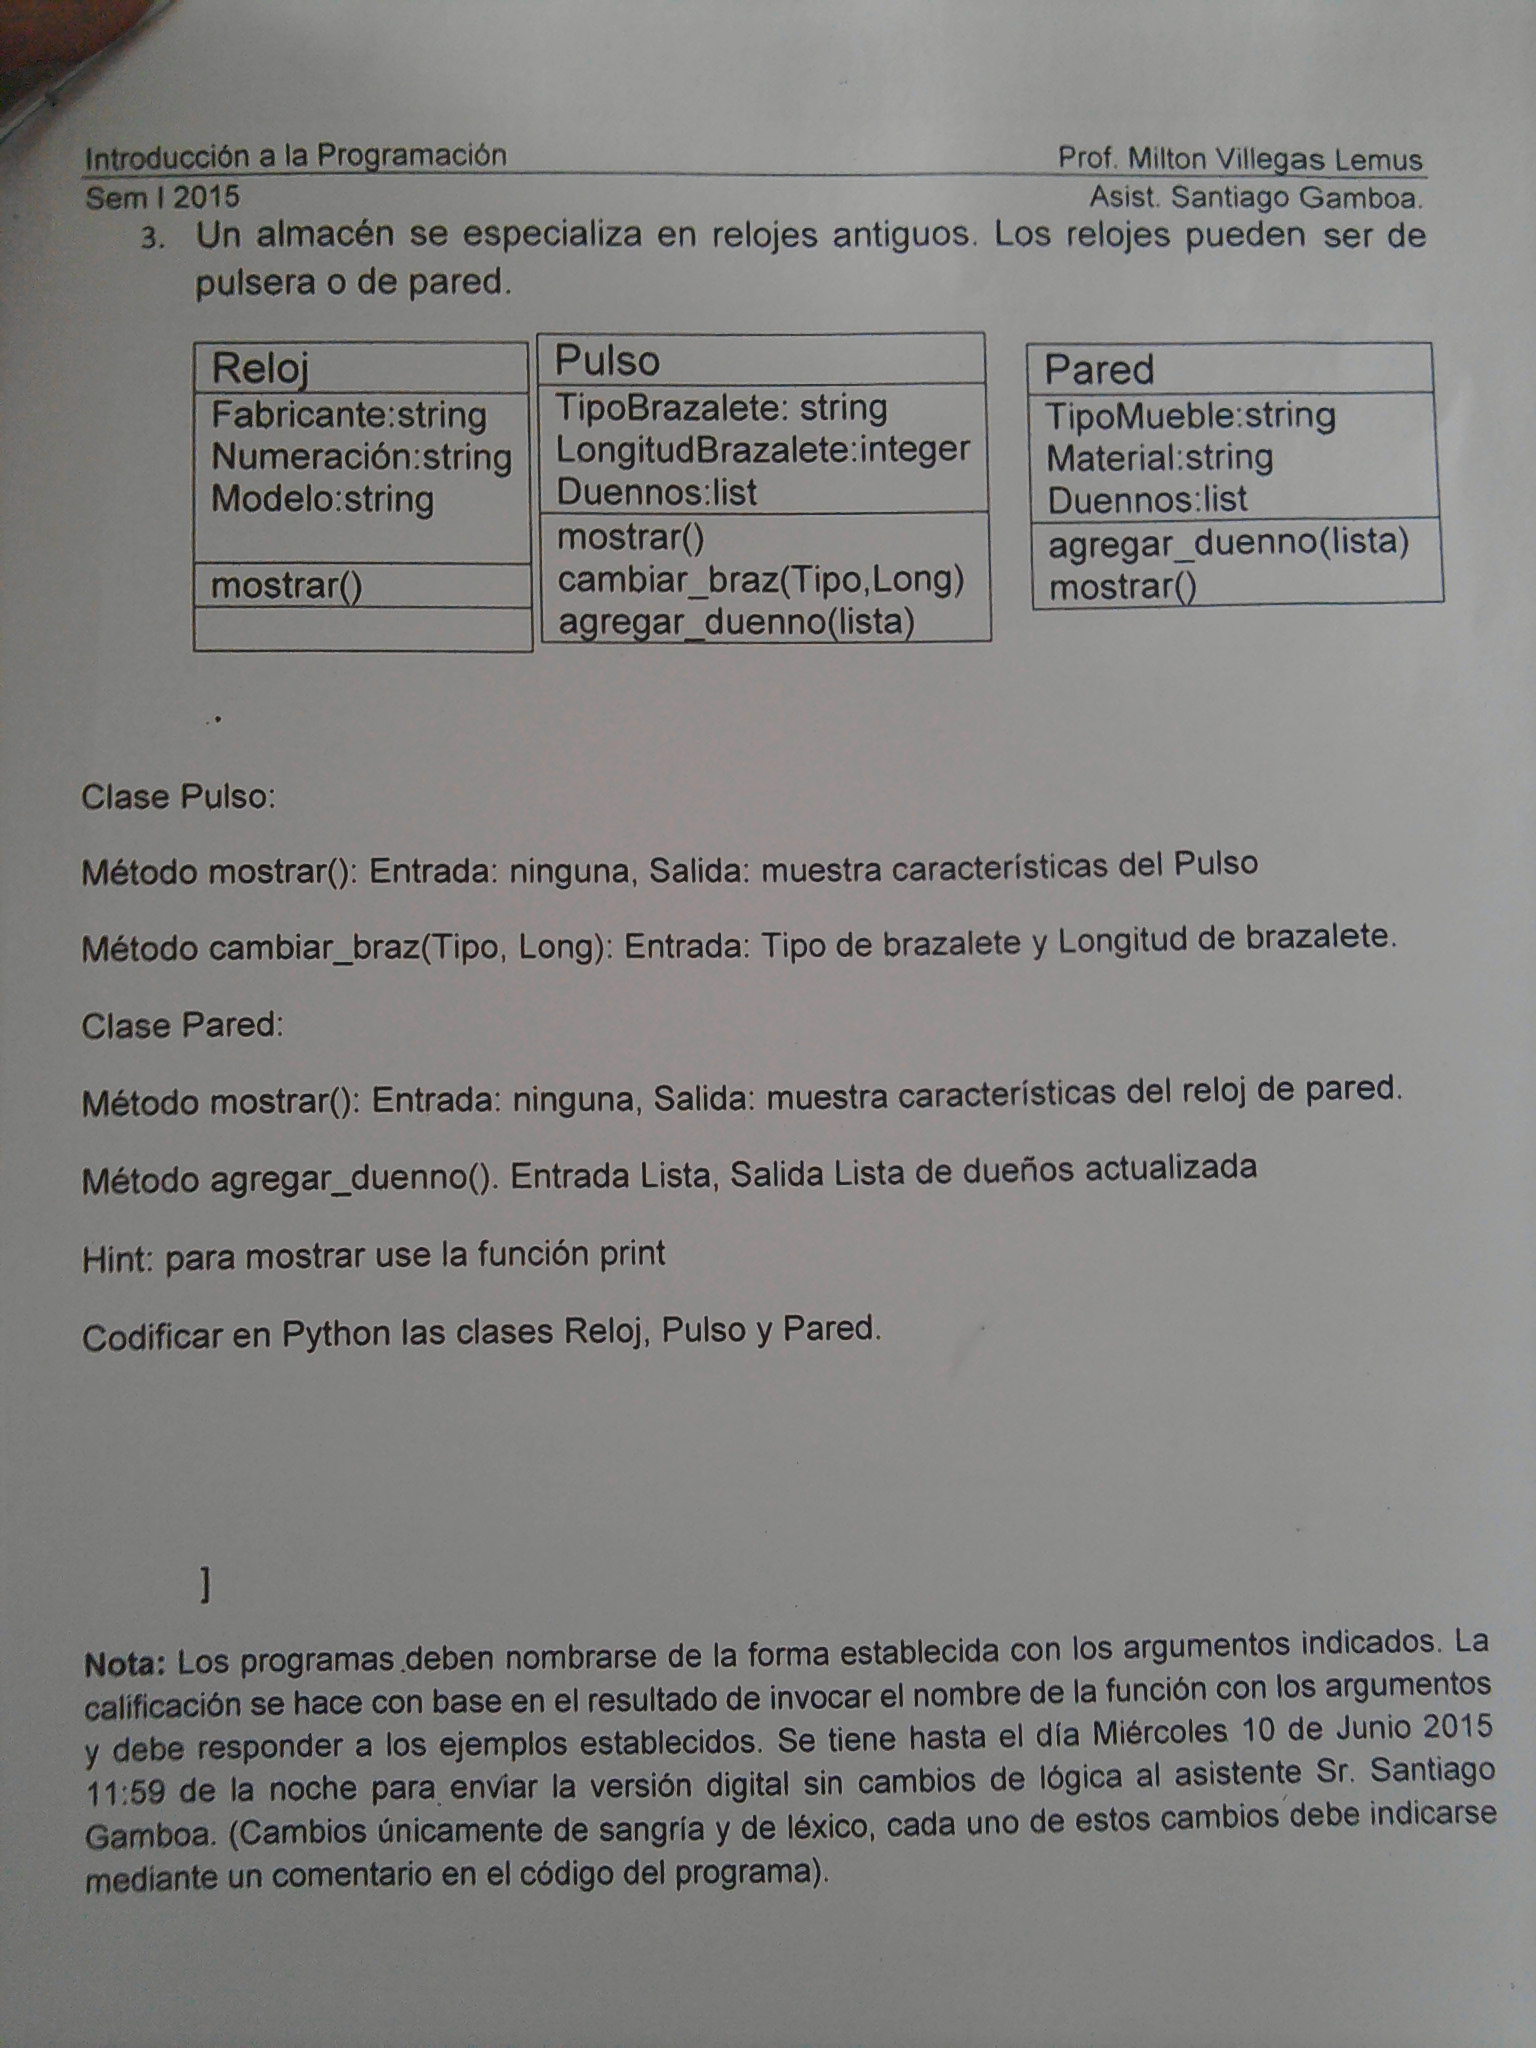 Introducción a la Programación
Prof. Milton Villegas Lemus
Sem I 2015
Asist. Santiago Gamboa.
3. Un almacén se especializa en relojes antiguos. Los relojes pueden ser de
pulsera o de pared.
Reloj
Fabricante:string
Numeración:string
Modelo:string
mostrar()
Pulso
TipoBrazalete: string
LongitudBrazalete:integer
Duennos:list
mostrar()
cambiar_braz(Tipo,Long)
agregar_duenno(lista)
Pared
TipoMueble:string
Material:string
Duennos:list
agregar_duenno(lista)
mostrar()
Clase Pulso:
Método mostrar(): Entrada: ninguna, Salida: muestra características del Pulso
Método cambiar_braz(Tipo, Long): Entrada: Tipo de brazalete y Longitud de brazalete.
Clase Pared:
Método mostrar(): Entrada: ninguna, Salida: muestra características del reloj de pared.
Método agregar_duenno(). Entrada Lista, Salida Lista de dueños actualizada
Hint: para mostrar use la función print
Codificar en Python las clases Reloj, Pulso y Pared.
]
Nota: Los programas deben nombrarse de la forma establecida con los argumentos indicados. La
calificación se hace con base en el resultado de invocar el nombre de la función con los argumentos
y debe responder a los ejemplos establecidos. Se tiene hasta el día Miércoles 10 de Junio 2015
11:59 de la noche para enviar la versión digital sin cambios de lógica al asistente Sr. Santiago
Gamboa. (Cambios únicamente de sangría y de léxico, cada uno de estos cambios debe indicarse
mediante un comentario en el código del programa).